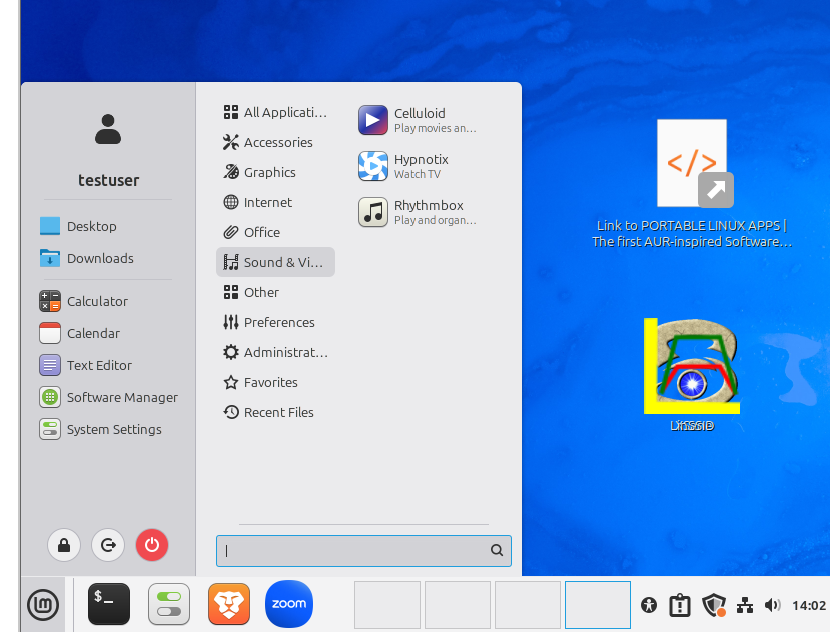 testuser
Desktop
Downloads
Calculator
Calendar
Text Editor
Software Manager
System Settings
All Applicati...
Accessories
Graphics
Internet
Office
Sound & Vi...
Other
Preferences
Administrat...
Favorites
Recent Files
Celluloid
Play movies an...
Hypnotix
Watch TV
Rhythmbox
Play and organ...
</>
Link to PORTABLE LINUX APPS |
The first AUR-inspired Software...
$_
zoom
14:02